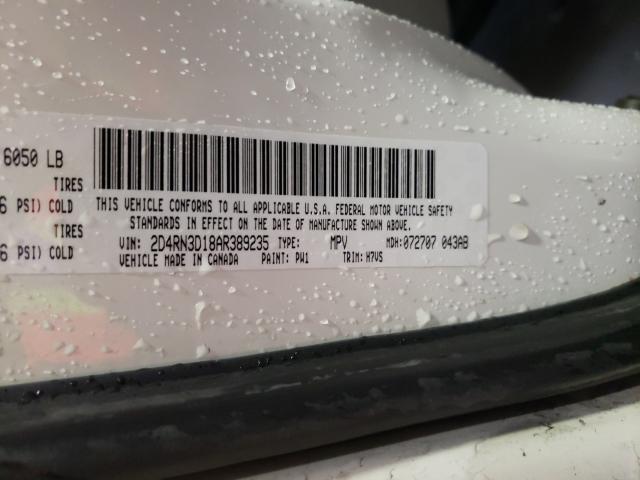 6050 LB
TIRES
6 PSI) COLD
TIRES
6 PSI) COLD
THIS VEHICLE CONFORMS TO ALL APPLICABLE U.S.A. FEDERAL MOTOR VEHICLE SAFETY
STANDARDS IN EFFECT ON THE DATE OF MANUFACTURE SHOWN ABOVE.
VIN: 2D4RN3D18AR389235 TYPE: MPV MDH: 072707 043AB
VEHICLE MADE IN CANADA PAINT: PW1 TRIM: H7VS